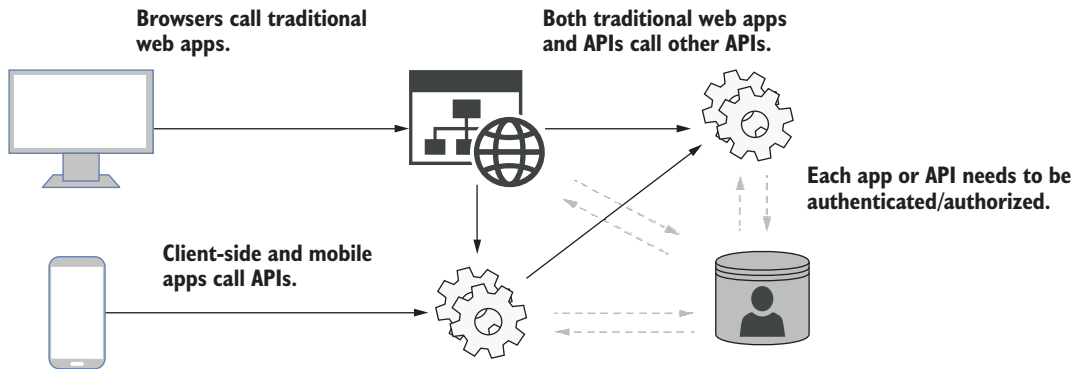 Browsers call traditional
web apps.
Both traditional web apps
and APIs call other APIs.
Each app or API needs to be
authenticated/authorized.
Client-side and mobile
apps call APIs.